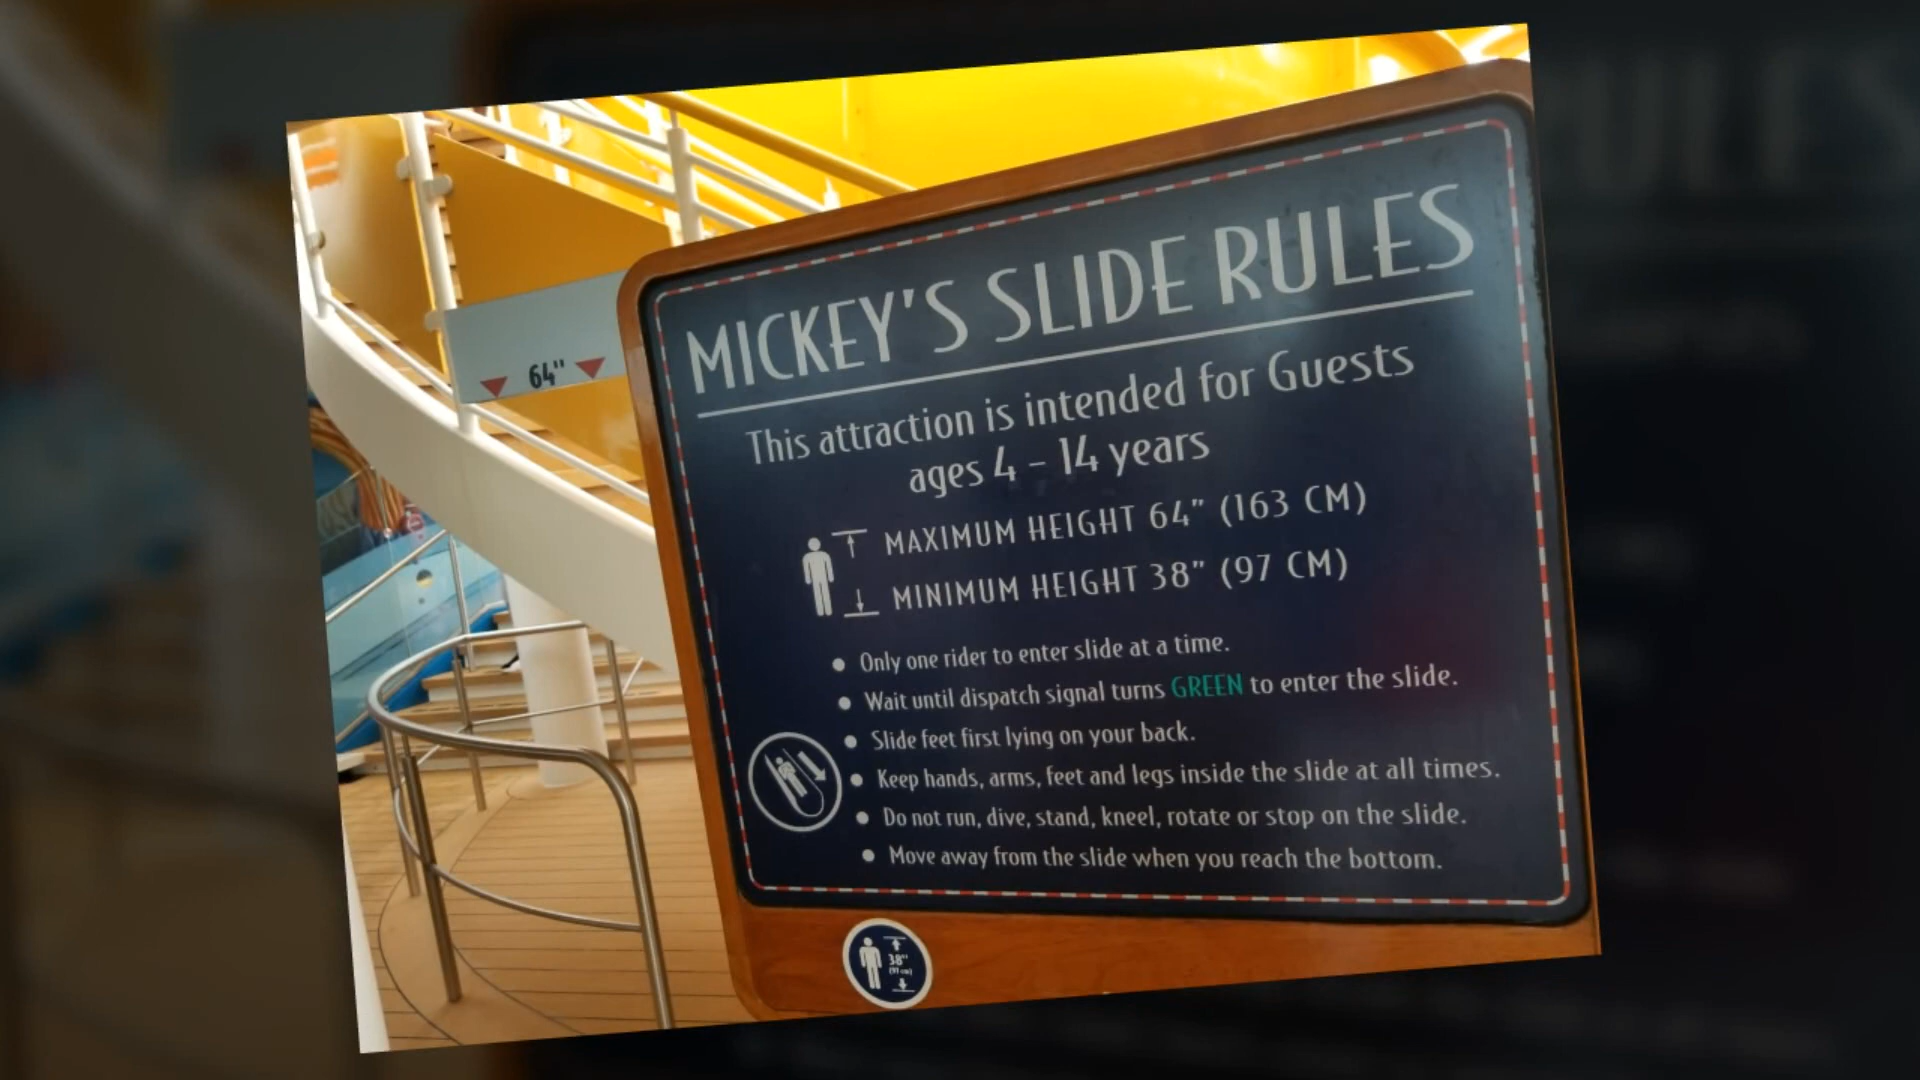 64"
MICKEY'S SLIDE RULES
This attraction is intended for Guests
ages 4 – 14 years
MAXIMUM HEIGHT 64" (163 CM)
MINIMUM HEIGHT 38" (97 CM)
• Only one rider to enter slide at a time.
• Wait until dispatch signal turns GREEN to enter the slide.
• Slide feet first lying on your back.
• Keep hands, arms, feet and legs inside the slide at all times.
• Do not run, dive, stand, kneel, rotate or stop on the slide.
• Move away from the slide when you reach the bottom.
38"
(97 cm)